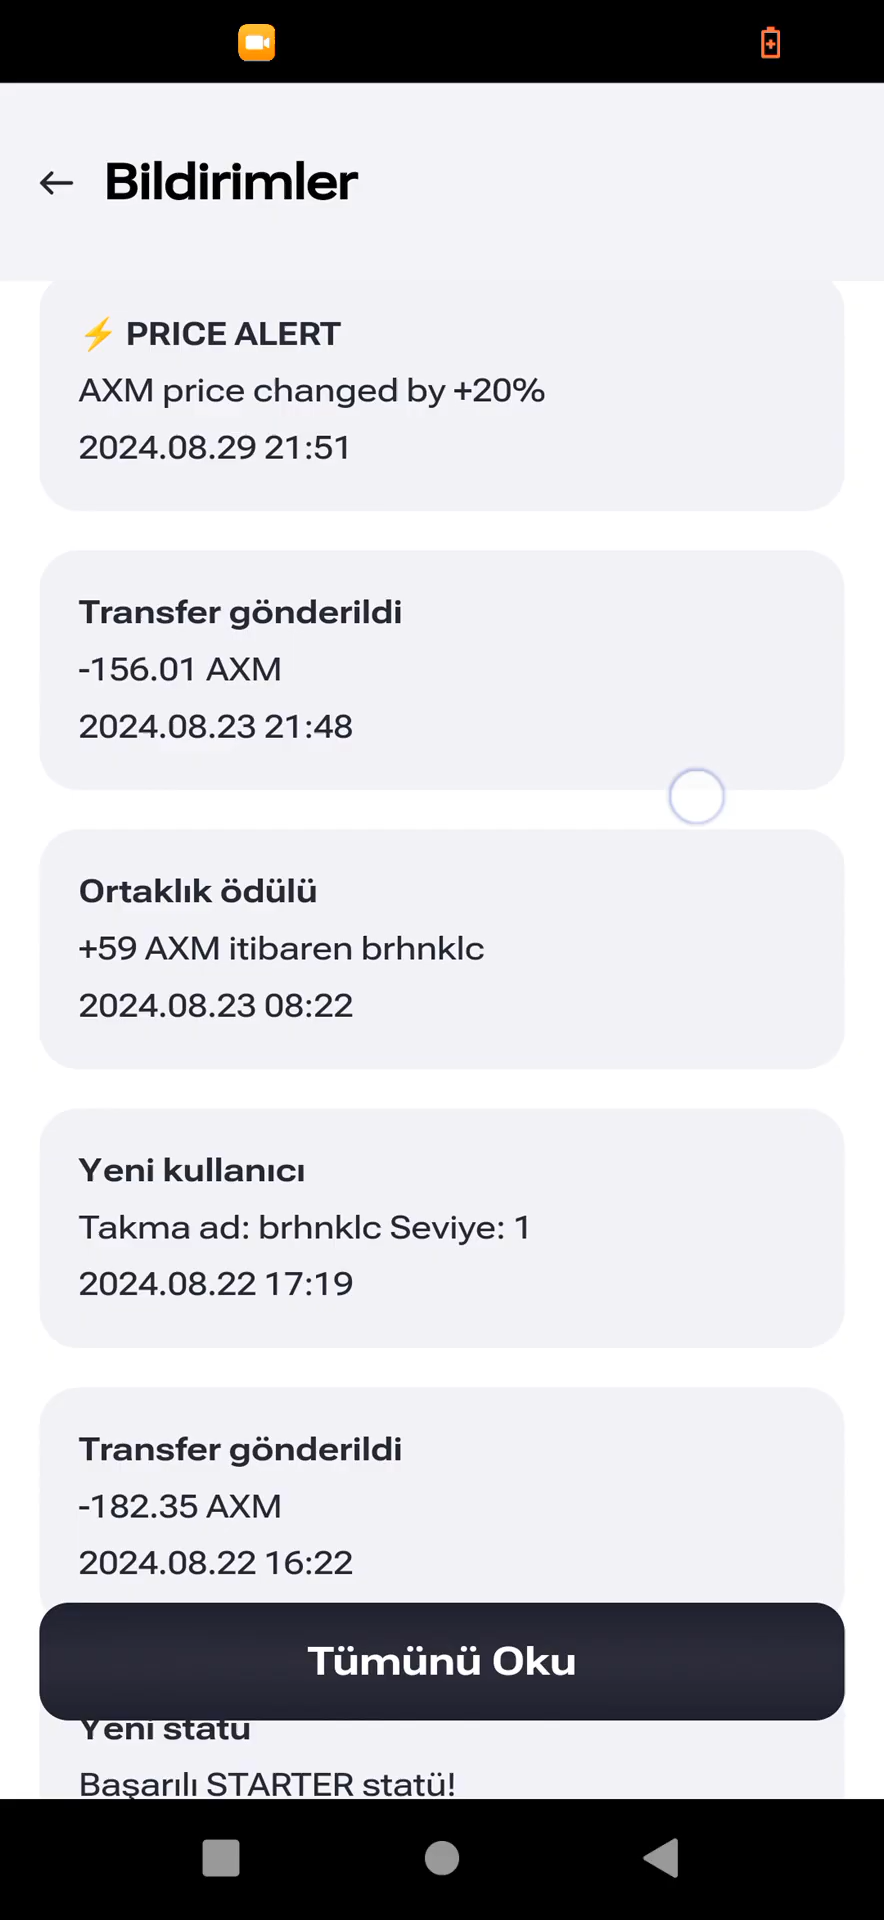 Bildirimler
⚡ PRICE ALERT
AXM price changed by +20%
2024.08.29 21:51
Transfer gönderildi
-156.01 AXM
2024.08.23 21:48
Ortaklık ödülü
+59 AXM itibaren brhnklc
2024.08.23 08:22
Yeni kullanıcı
Takma ad: brhnklc Seviye: 1
2024.08.22 17:19
Transfer gönderildi
-182.35 AXM
2024.08.22 16:22
Tümünü Oku
Yeni statü
Başarılı STARTER statü!